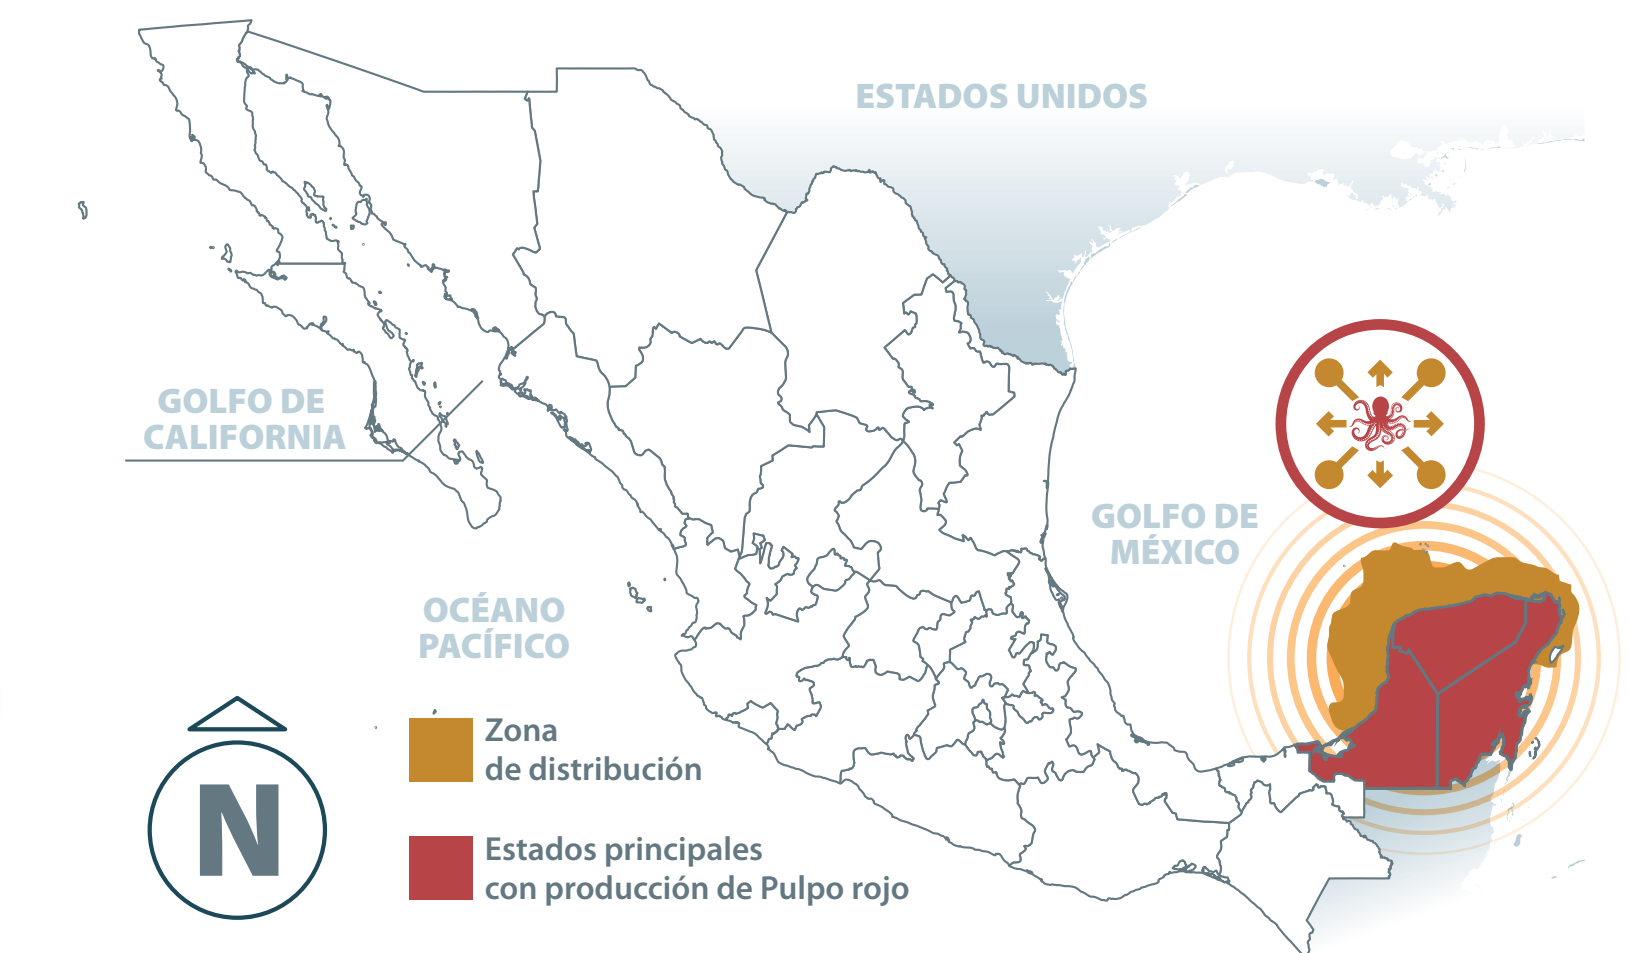 ESTADOS UNIDOS
GOLFO DE
CALIFORNIA
GOLFO DE
MÉXICO
OCÉANO
PACÍFICO
Zona
de distribución
N
Estados principales
con producción de Pulpo rojo